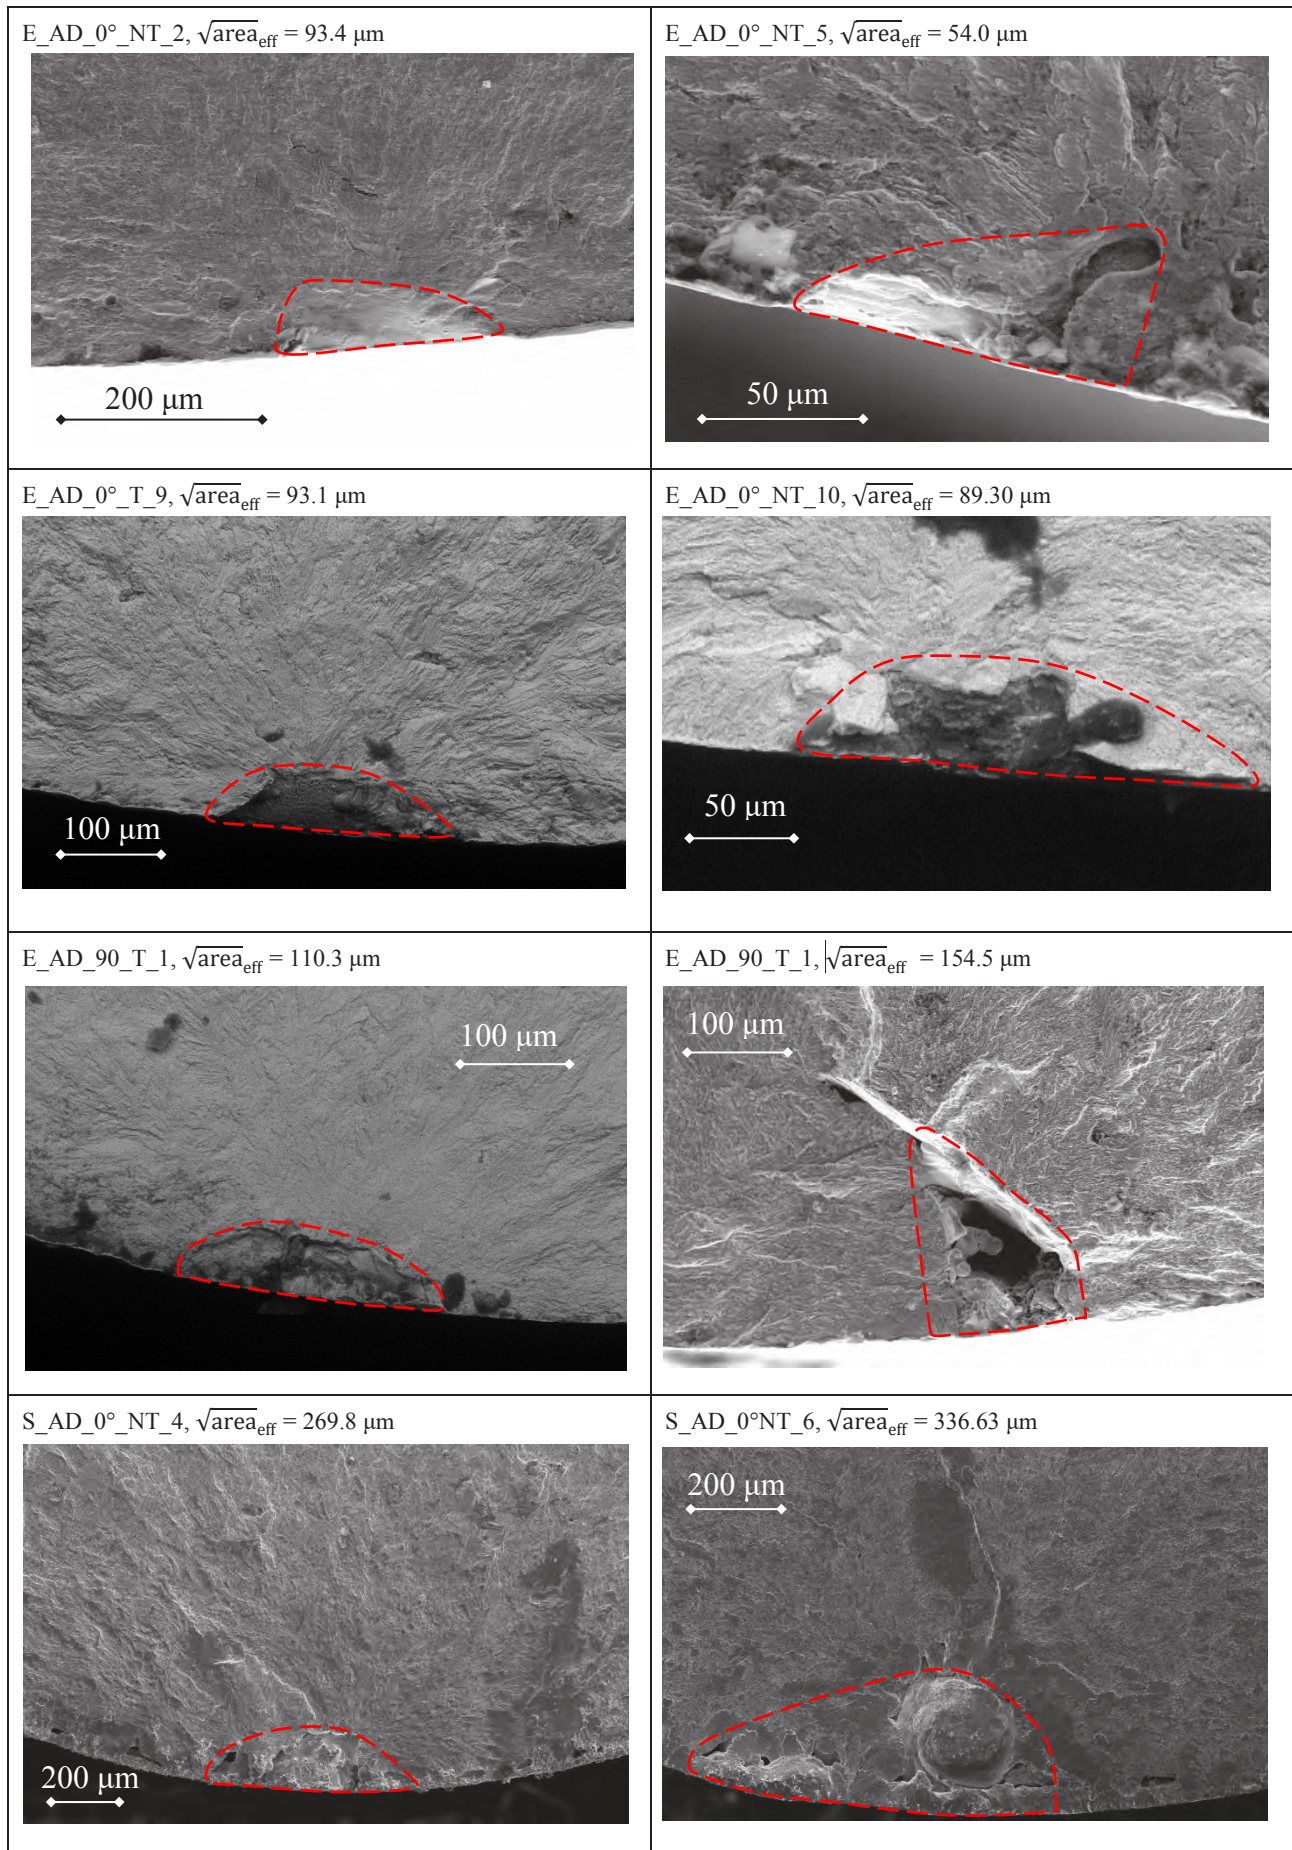 E_AD_0°_NT_2, √area_eff = 93.4 μm
E_AD_0°_NT_5, √area_eff = 54.0 μm
200 μm
50 μm
E_AD_0°_T_9, √area_eff = 93.1 μm
E_AD_0°_NT_10, √area_eff = 89.30 μm
100 μm
50 μm
E_AD_90_T_1, √area_eff = 110.3 μm
E_AD_90_T_1, √area_eff = 154.5 μm
100 μm
100 μm
S_AD_0°_NT_4, √area_eff = 269.8 μm
S_AD_0°NT_6, √area_eff = 336.63 μm
200 μm
200 μm